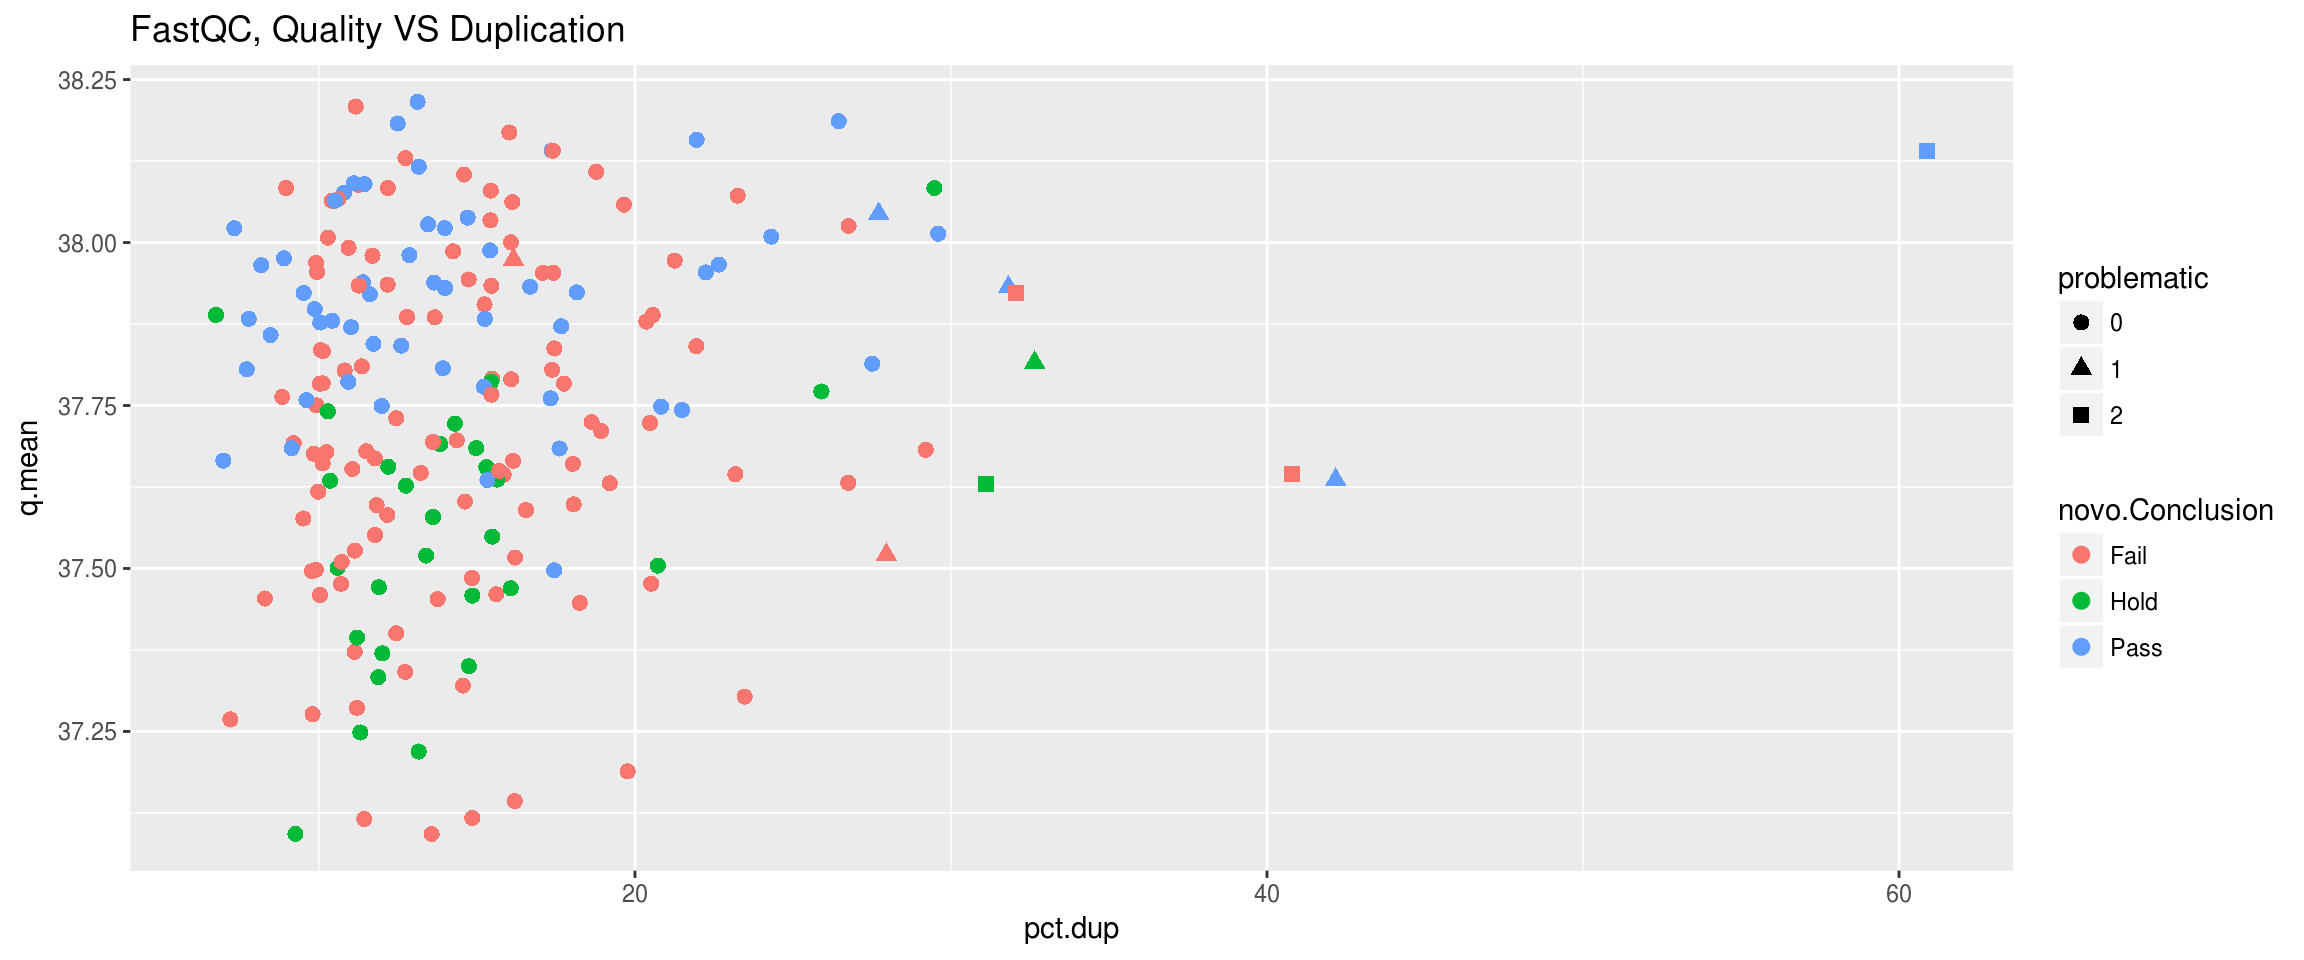 FastQC, Quality VS Duplication
38.25
38.00
37.75
37.50
37.25
q.mean
20
40
60
pct.dup
problematic
0
1
2
novo.Conclusion
Fail
Hold
Pass